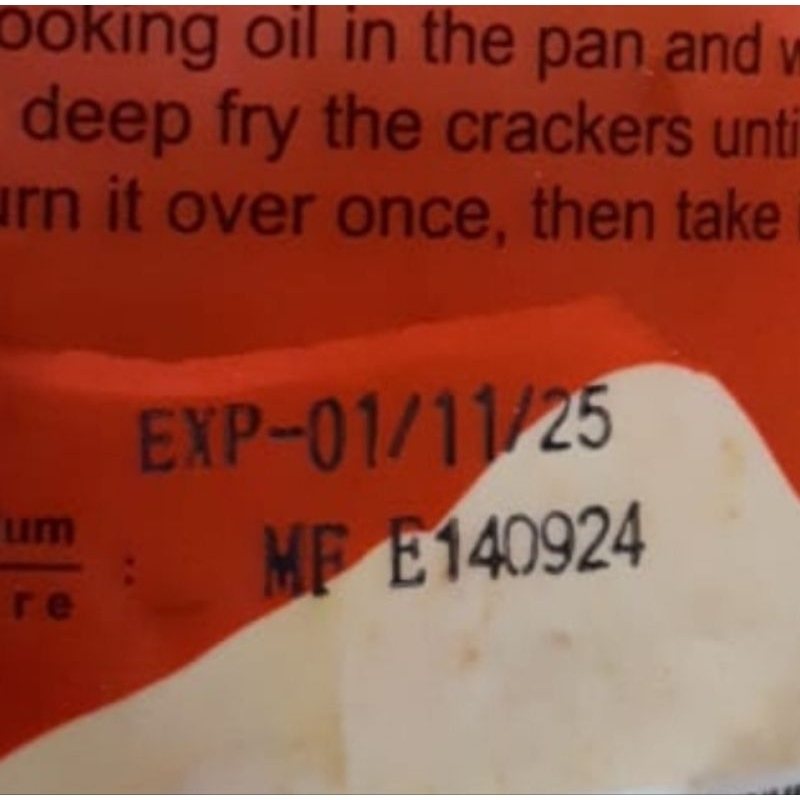 ooking oil in the pan and w
deep fry the crackers unti
urn it over once, then take i
EXP-01/11/25
um
re :
MF E140924